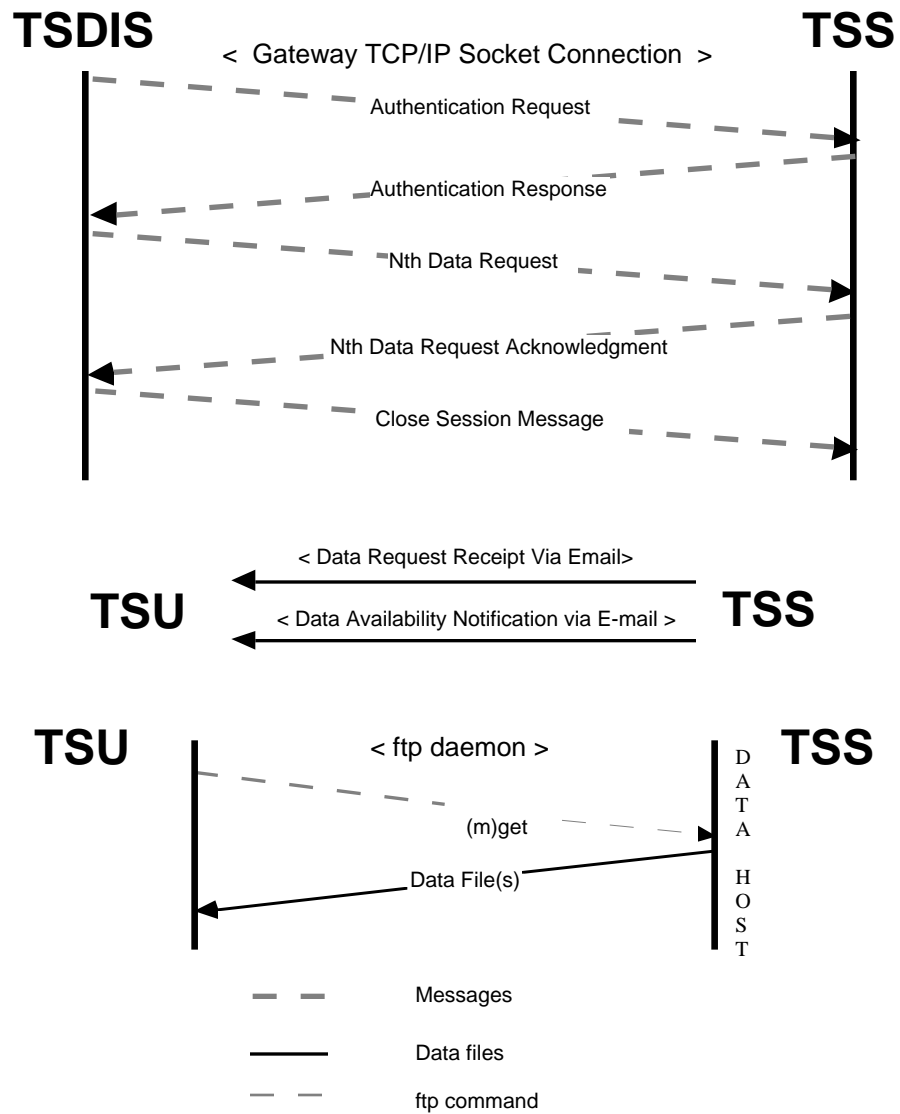 TSDIS
TSS
< Gateway TCP/IP Socket Connection >
Authentication Request
Authentication Response
Nth Data Request
Nth Data Request Acknowledgment
Close Session Message
< Data Request Receipt Via Email>
TSU
TSS
< Data Availability Notification via E-mail >
TSU
< ftp daemon >
TSS
DATA HOST
(m)get
Data File(s)
Messages
Data files
ftp command